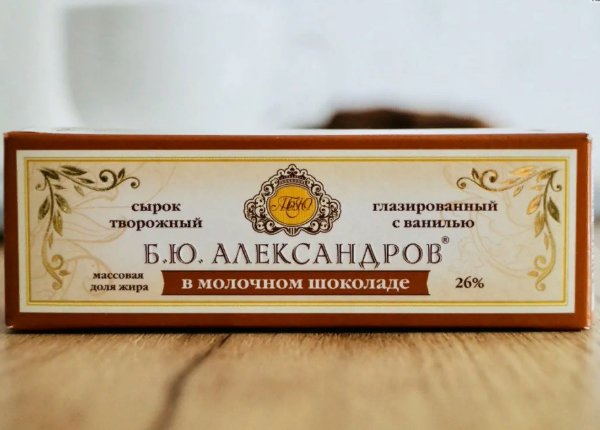 сырок
творожный
глазированный
с ванилью
Б.Ю. АЛЕКСАНДРОВ®
массовая
доля жира
в молочном шоколаде
26%